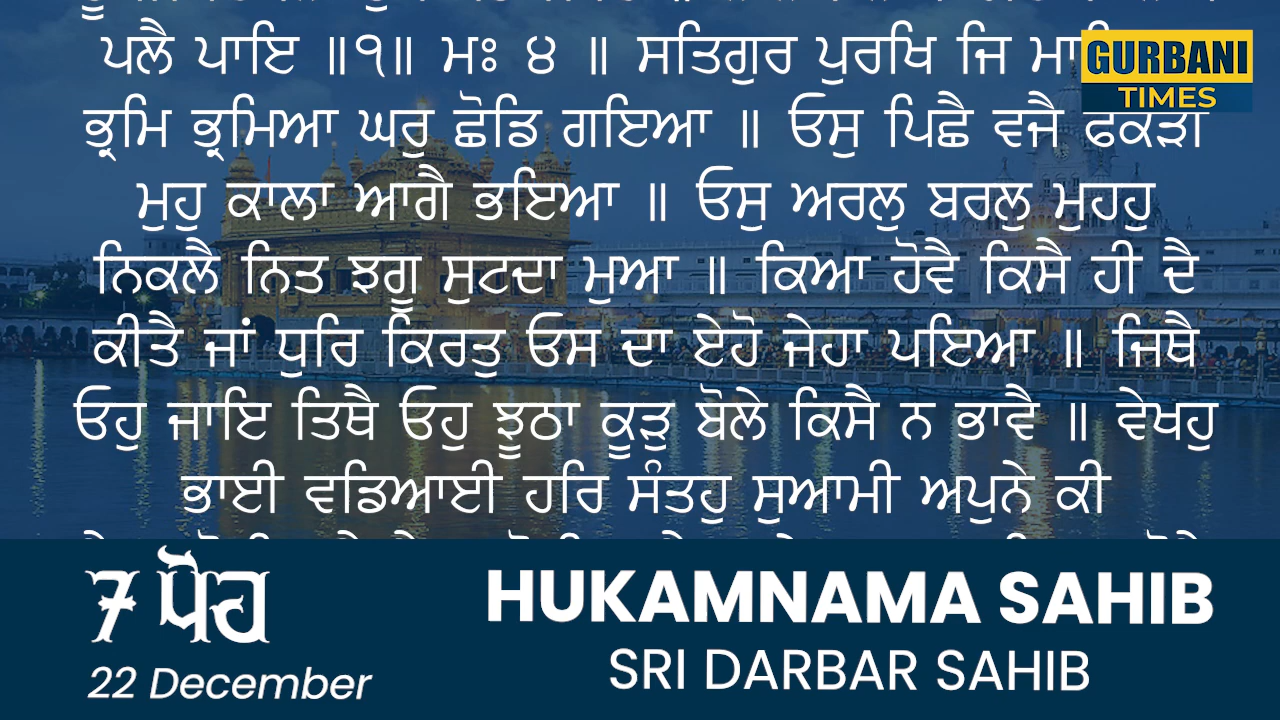 ਪਲੈ ਪਾਇ ॥੧॥ ਮਃ ੪ ॥ ਸਤਿਗੁਰ ਪੁਰਖਿ ਜਿ
GURBANI
TIMES
ਭ੍ਰਮਿ ਭ੍ਰਮਿਆ ਘਰੁ ਛੋਡਿ ਗਇਆ ॥ ਓਸੁ ਪਿਛੈ ਵਜੈ ਫਕੜੀ
ਮੁਹੁ ਕਾਲਾ ਆਗੈ ਭਇਆ ॥ ਓਸੁ ਅਰਲੁ ਬਰਲੁ ਮੁਹਹੁ
ਨਿਕਲੈ ਨਿਤ ਝਗੂ ਸੁਟਦਾ ਮੁਆ ॥ ਕਿਆ ਹੋਵੈ ਕਿਸੈ ਹੀ ਦੈ
ਕੀਤੈ ਜਾਂ ਧੁਰਿ ਕਿਰਤੁ ਓਸ ਦਾ ਏਹੋ ਜੇਹਾ ਪਇਆ ॥ ਜਿਥੈ
ਓਹੁ ਜਾਇ ਤਿਥੈ ਓਹੁ ਝੂਠਾ ਕੂੜੁ ਬੋਲੇ ਕਿਸੈ ਨ ਭਾਵੈ ॥ ਵੇਖਹੁ
ਭਾਈ ਵਡਿਆਈ ਹਰਿ ਸੰਤਹੁ ਸੁਆਮੀ ਅਪੁਨੇ ਕੀ
7 ਪੋਹ
22 December
HUKAMNAMA SAHIB
SRI DARBAR SAHIB